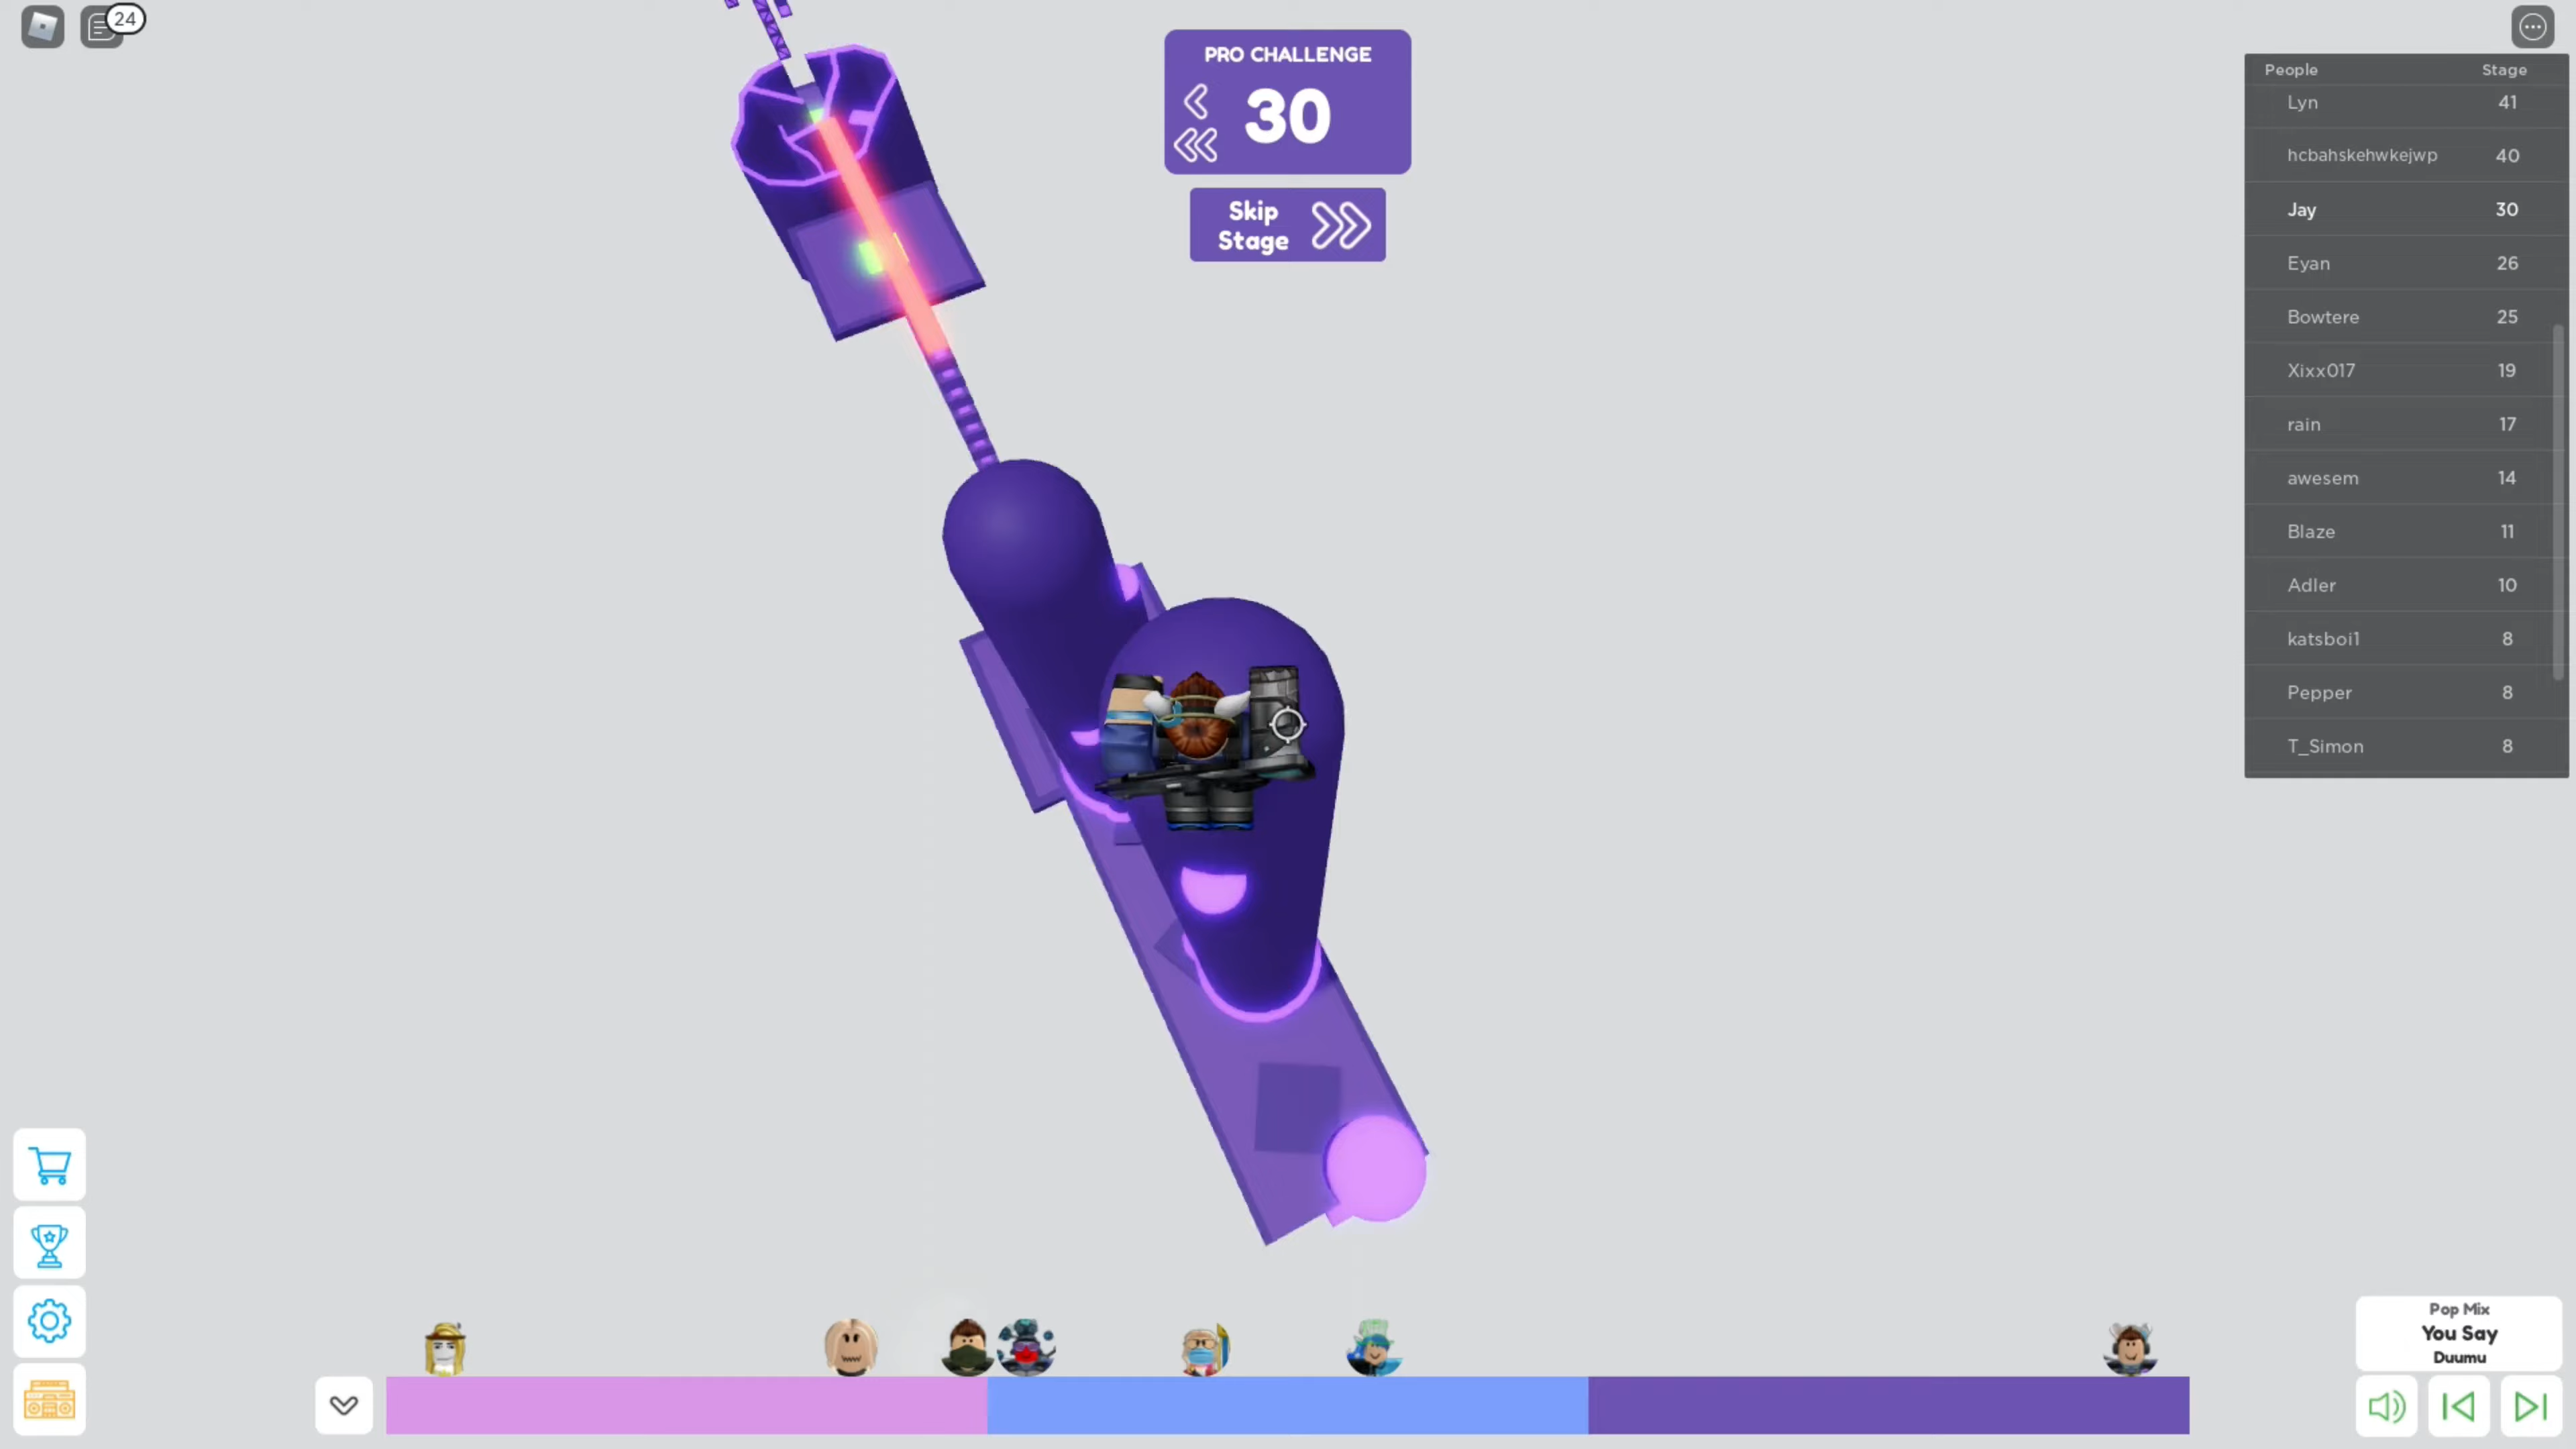 24
PRO CHALLENGE
30
Skip
Stage
People Stage
Lyn 41
hcbahskehwkejwp 40
Jay 30
Eyan 26
Bowtere 25
Xixx017 19
rain 17
awesem 14
Blaze 11
Adler 10
katsboi1 8
Pepper 8
T_Simon 8
Pop Mix
You Say
Duumu